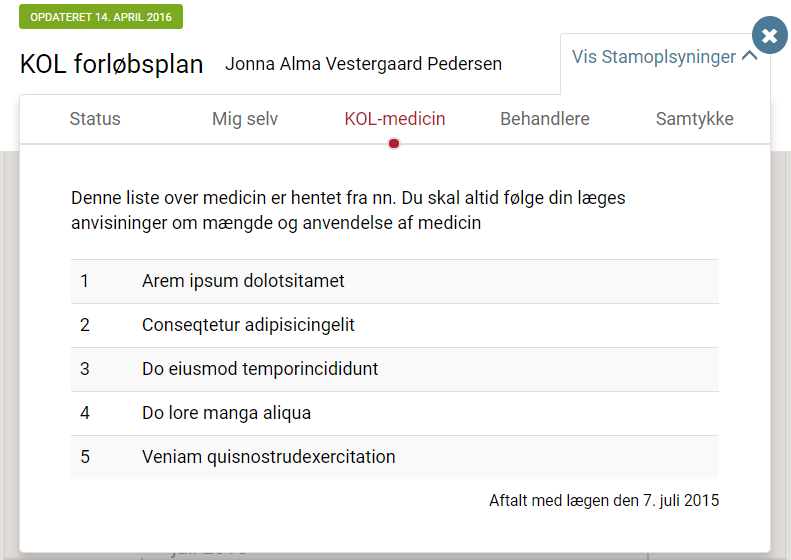 OPDATERET 14. APRIL 2016
KOL forløbsplan Jonna Alma Vestergaard Pedersen
Vis Stamoplsyninger
Status Mig selv KOL-medicin Behandlere Samtykke
Denne liste over medicin er hentet fra nn. Du skal altid følge din læges
anvisininger om mængde og anvendelse af medicin
1 Arem ipsum dolotsitamet
2 Conseqtetur adipisicingelit
3 Do eiusmod temporincididunt
4 Do lore manga aliqua
5 Veniam quisnostrudexercitation
Aftalt med lægen den 7. juli 2015